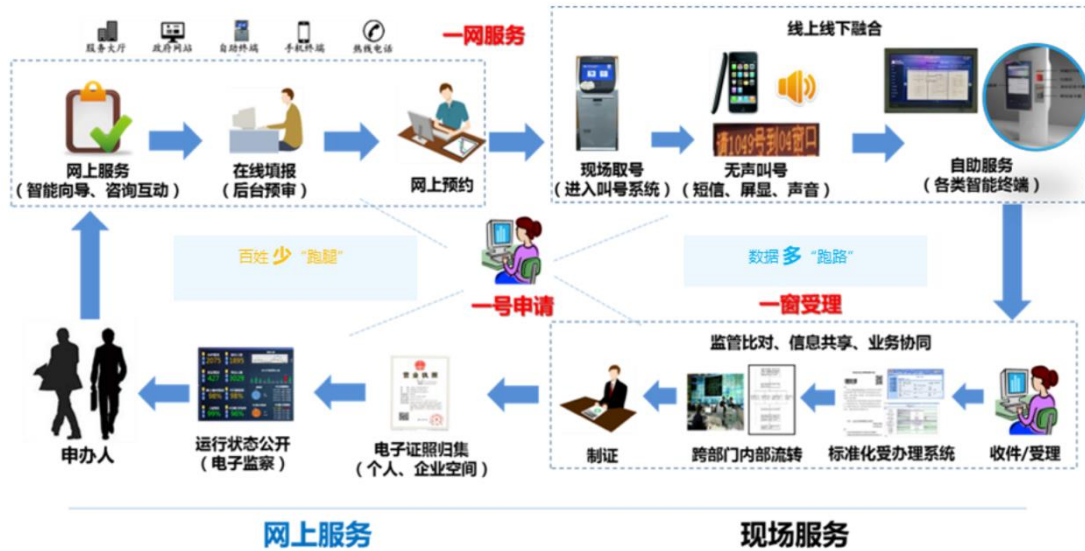 服务大厅
政府网站
自助终端
手机终端
热线电话
一网服务
线上线下融合
请1049号到04窗口
网上服务
（智能向导、咨询互动）
在线填报
（后台预审）
网上预约
现场取号
（进入叫号系统）
无声叫号
（短信、屏显、声音）
自助服务
（各类智能终端）
百姓 少 “跑腿”
数据 多 “跑路”
一号申请
一窗受理
监管比对、信息共享、业务协同
营业执照
申办人
运行状态公开
（电子监察）
电子证照归集
（个人、企业空间）
制证
跨部门内部流转
标准化受办理系统
收件/受理
网上服务
现场服务